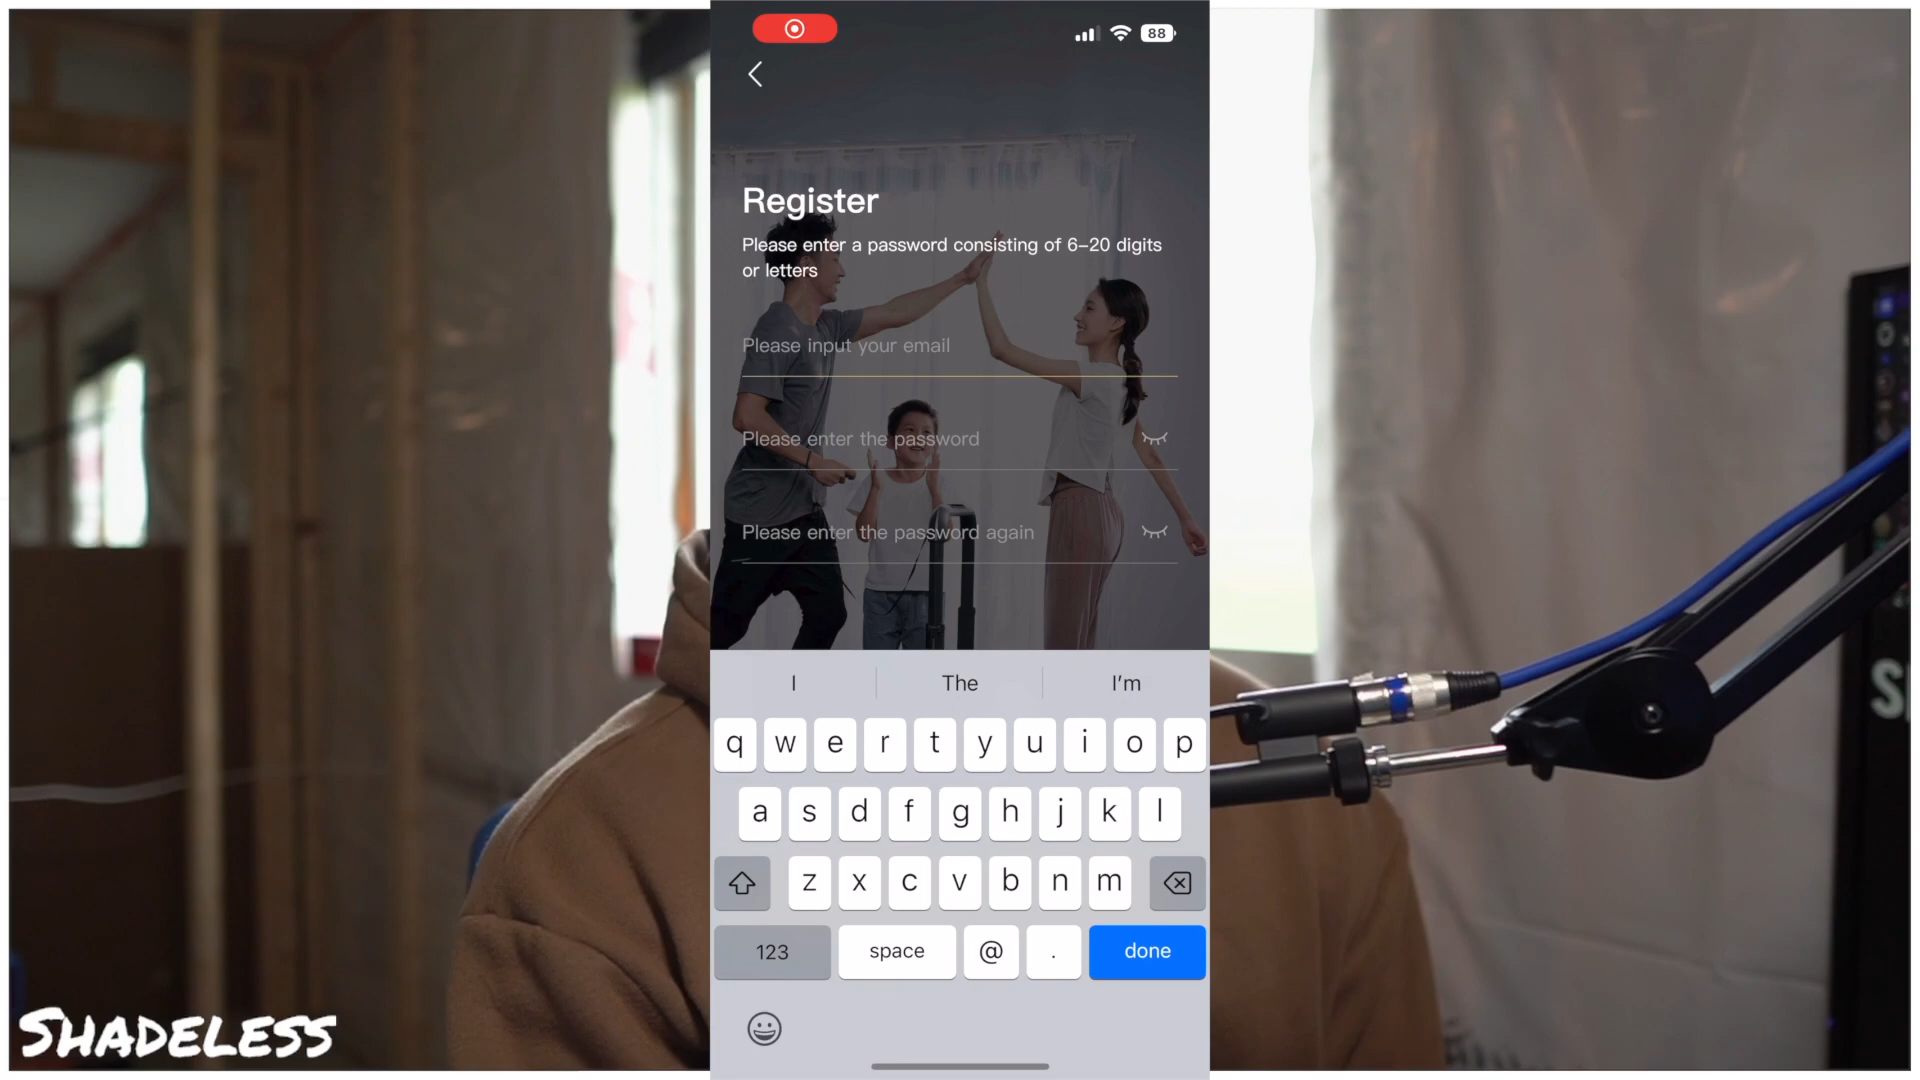 88
Register
Please enter a password consisting of 6–20 digits
or letters
Please input your email
Please enter the password
Please enter the password again
I
The
I'm
q w e r t y u i o p
a s d f g h j k l
z x c v b n m
123
space
@
.
done
SHADELESS
S